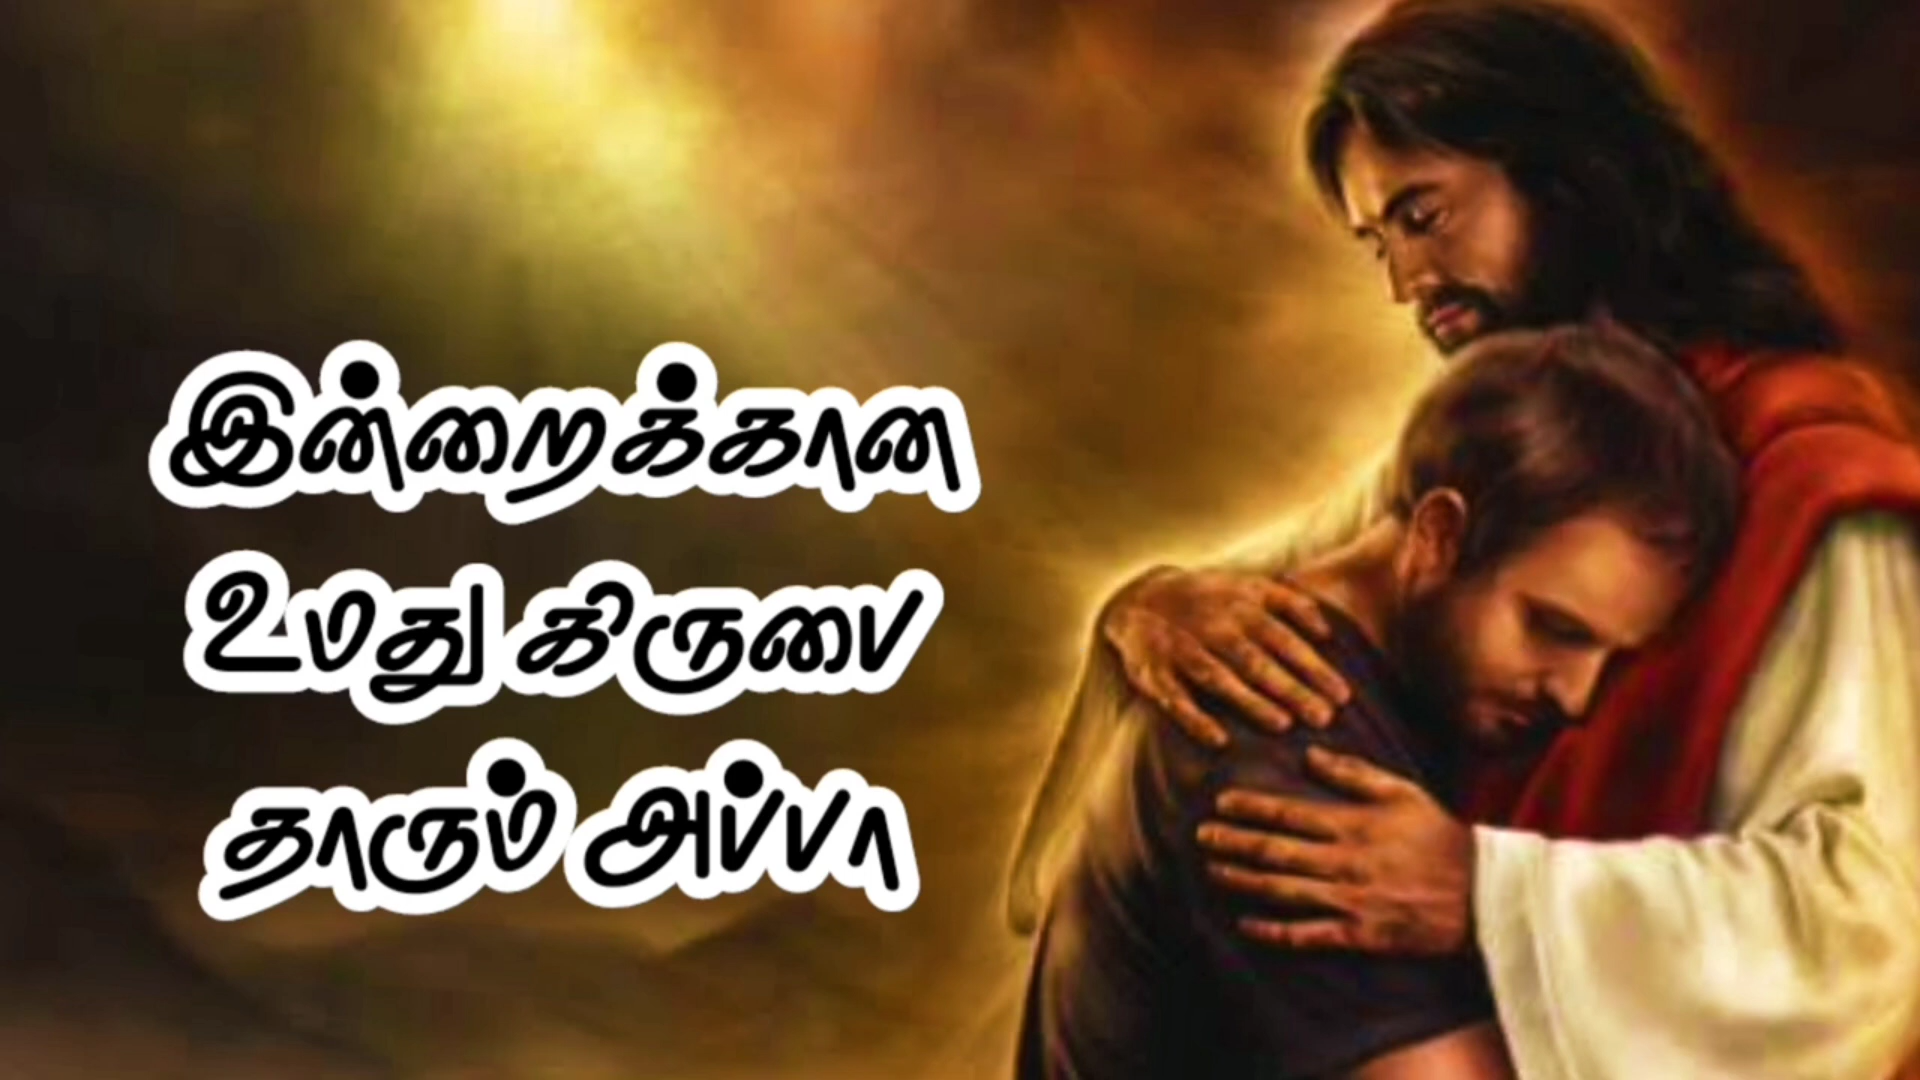 இன்றைக்கான
உமது கிருபை
தாரும் அப்பா